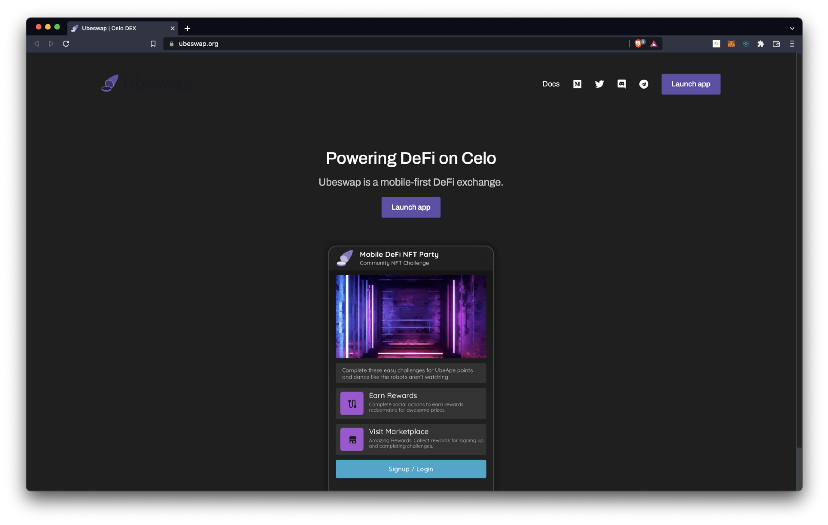 Ubeswap | Celo DEX
ubeswap.org
Ubeswap
Docs
Launch app
Powering DeFi on Celo
Ubeswap is a mobile-first DeFi exchange.
Launch app
Mobile DeFi NFT Party
Community NFT Challenge
Complete these easy challenges for UbeApe points
and dance like the robots aren't watching
Earn Rewards
Complete social actions to earn rewards
redeemable for awesome prizes.
Visit Marketplace
Amazing Rewards. Collect rewards for signing up
and completing challenges.
Signup / Login